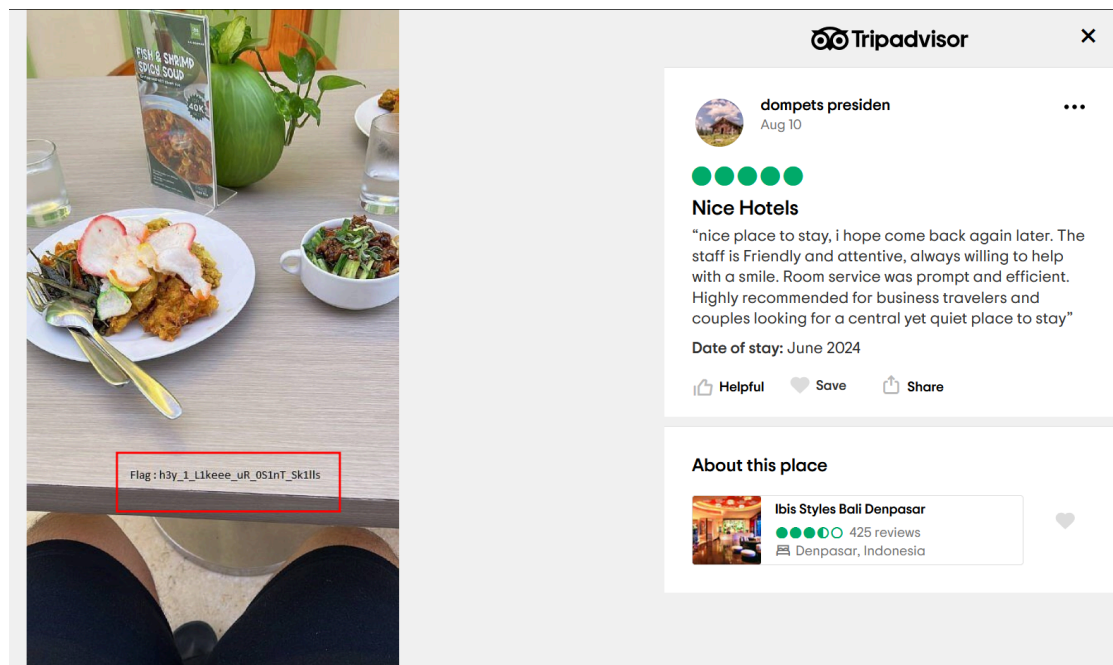 FISH & SHRIMP
SPICY SOUP
40K
Flag : h3y_1_L1keee_uR_0S1nT_Sk1lls
Tripadvisor
dompets presiden
Aug 10
Nice Hotels
“nice place to stay, i hope come back again later. The
staff is Friendly and attentive, always willing to help
with a smile. Room service was prompt and efficient.
Highly recommended for business travelers and
couples looking for a central yet quiet place to stay”
Date of stay: June 2024
Helpful
Save
Share
About this place
Ibis Styles Bali Denpasar
425 reviews
Denpasar, Indonesia